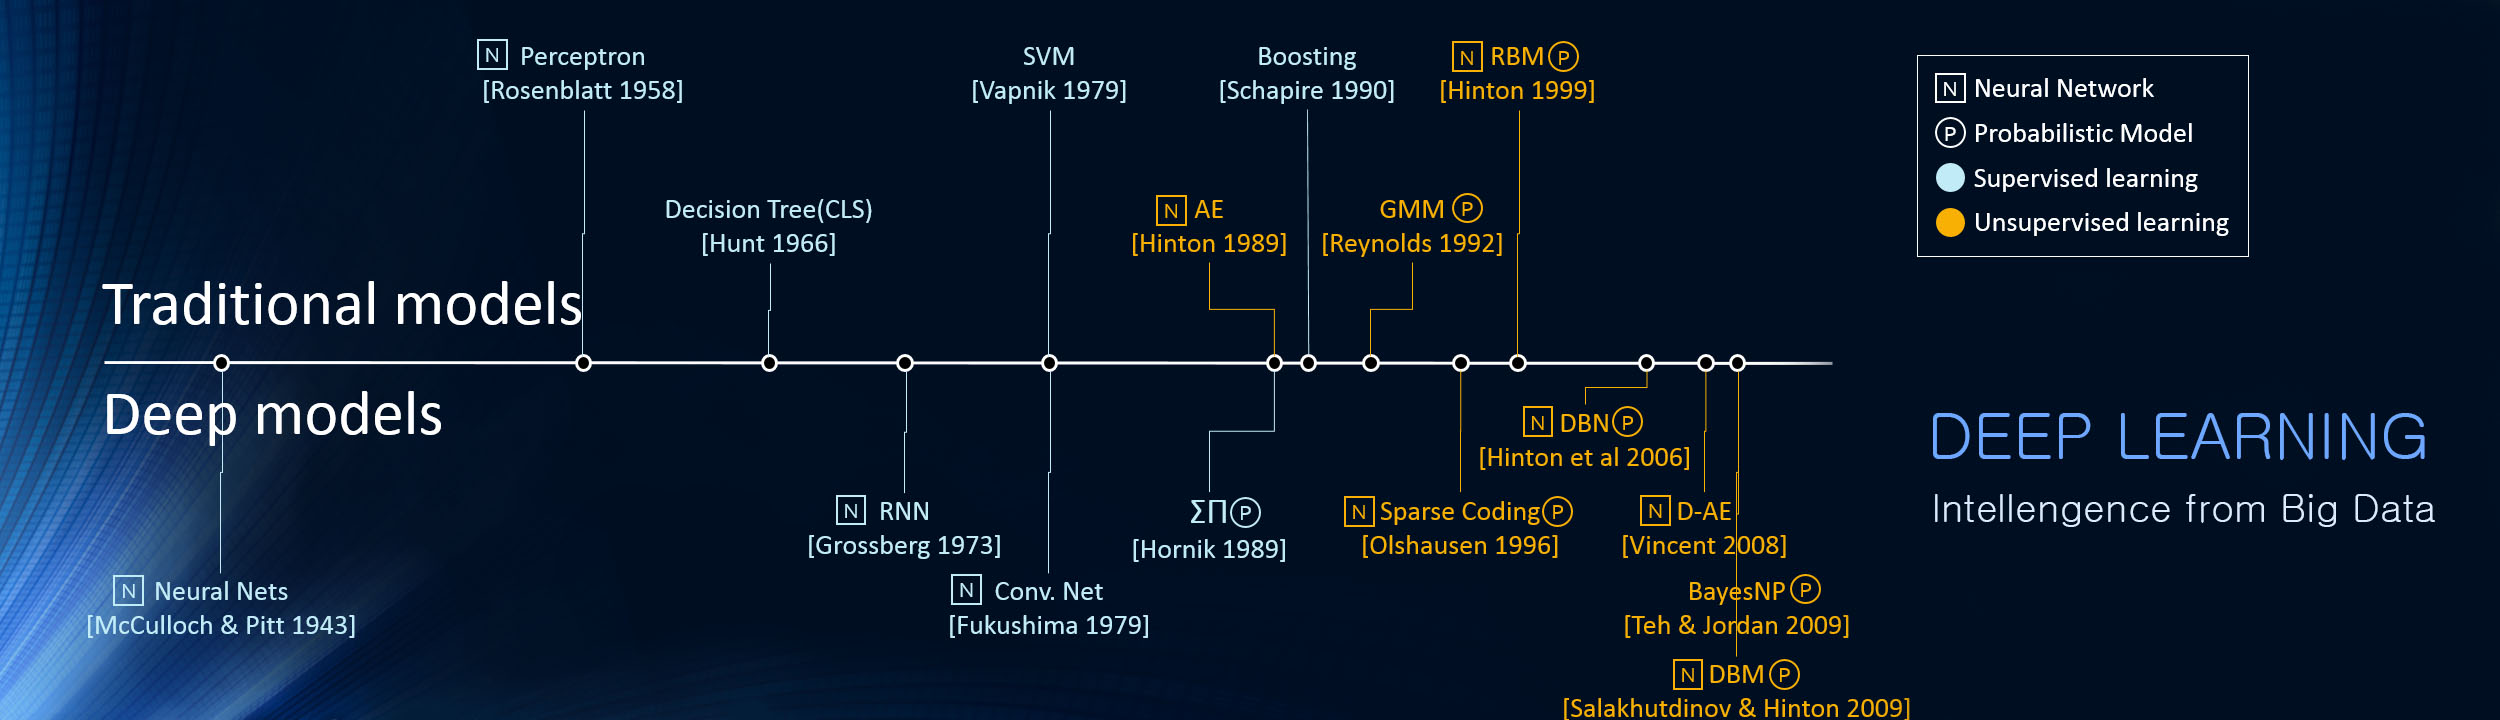 N Perceptron
[Rosenblatt 1958]
SVM
[Vapnik 1979]
Boosting
[Schapire 1990]
N RBM P
[Hinton 1999]
Decision Tree(CLS)
[Hunt 1966]
N AE
[Hinton 1989]
GMM P
[Reynolds 1992]
N Neural Network
P Probabilistic Model
Supervised learning
Unsupervised learning
Traditional models
Deep models
N DBN P
[Hinton et al 2006]
N RNN
[Grossberg 1973]
ΣΠ P
[Hornik 1989]
N Sparse Coding P
[Olshausen 1996]
N D-AE
[Vincent 2008]
N Neural Nets
[McCulloch & Pitt 1943]
N Conv. Net
[Fukushima 1979]
BayesNP P
[Teh & Jordan 2009]
N DBM P
[Salakhutdinov & Hinton 2009]
DEEP LEARNING
Intellengence from Big Data